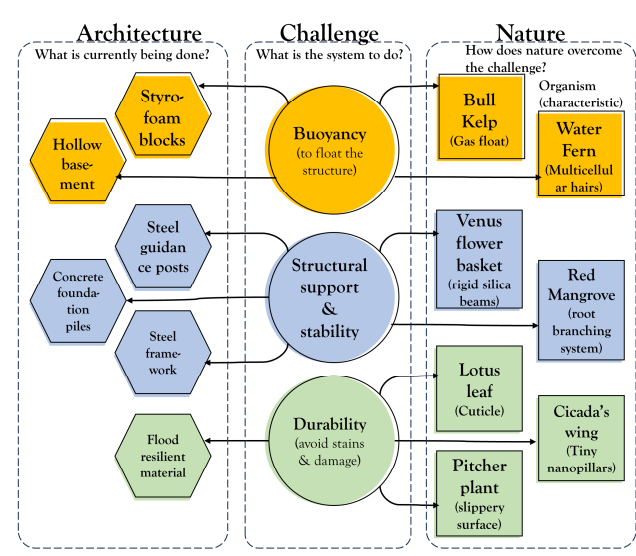 Architecture
What is currently being done?
Styro-
foam
blocks
Hollow
base-
ment
Steel
guidan
ce posts
Concrete
founda-
tion
piles
Steel
frame-
work
Flood
resilient
material
Challenge
What is the system to do?
Buoyancy
(to float the
structure)
Structural
support
&
stability
Durability
(avoid stains
& damage)
Nature
How does nature overcome
the challenge?
Organism
(characteristic)
Bull
Kelp
(Gas float)
Water
Fern
(Multicellul
ar hairs)
Venus
flower
basket
(rigid silica
beams)
Red
Mangrove
(root
branching
system)
Lotus
leaf
(Cuticle)
Cicada's
wing
(Tiny
nanopillars)
Pitcher
plant
(slippery
surface)